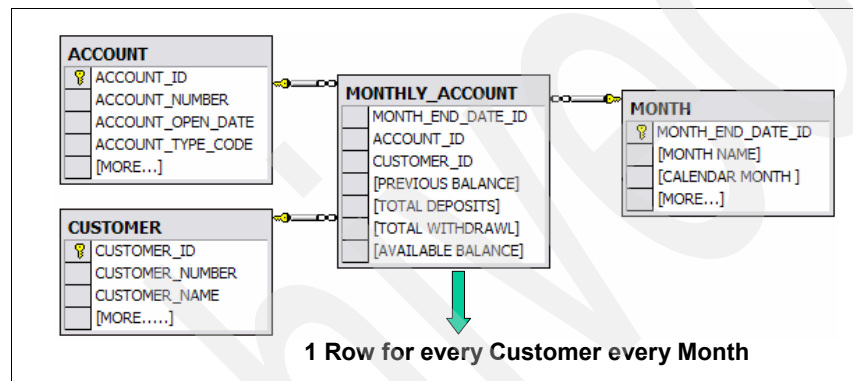 ACCOUNT
ACCOUNT_ID
ACCOUNT_NUMBER
ACCOUNT_OPEN_DATE
ACCOUNT_TYPE_CODE
[MORE...]
CUSTOMER
CUSTOMER_ID
CUSTOMER_NUMBER
CUSTOMER_NAME
[MORE.....]
MONTHLY_ACCOUNT
MONTH_END_DATE_ID
ACCOUNT_ID
CUSTOMER_ID
[PREVIOUS BALANCE]
[TOTAL DEPOSITS]
[TOTAL WITHDRAWL]
[AVAILABLE BALANCE]
MONTH
MONTH_END_DATE_ID
[MONTH NAME]
[CALENDAR MONTH ]
[MORE...]
1 Row for every Customer every Month